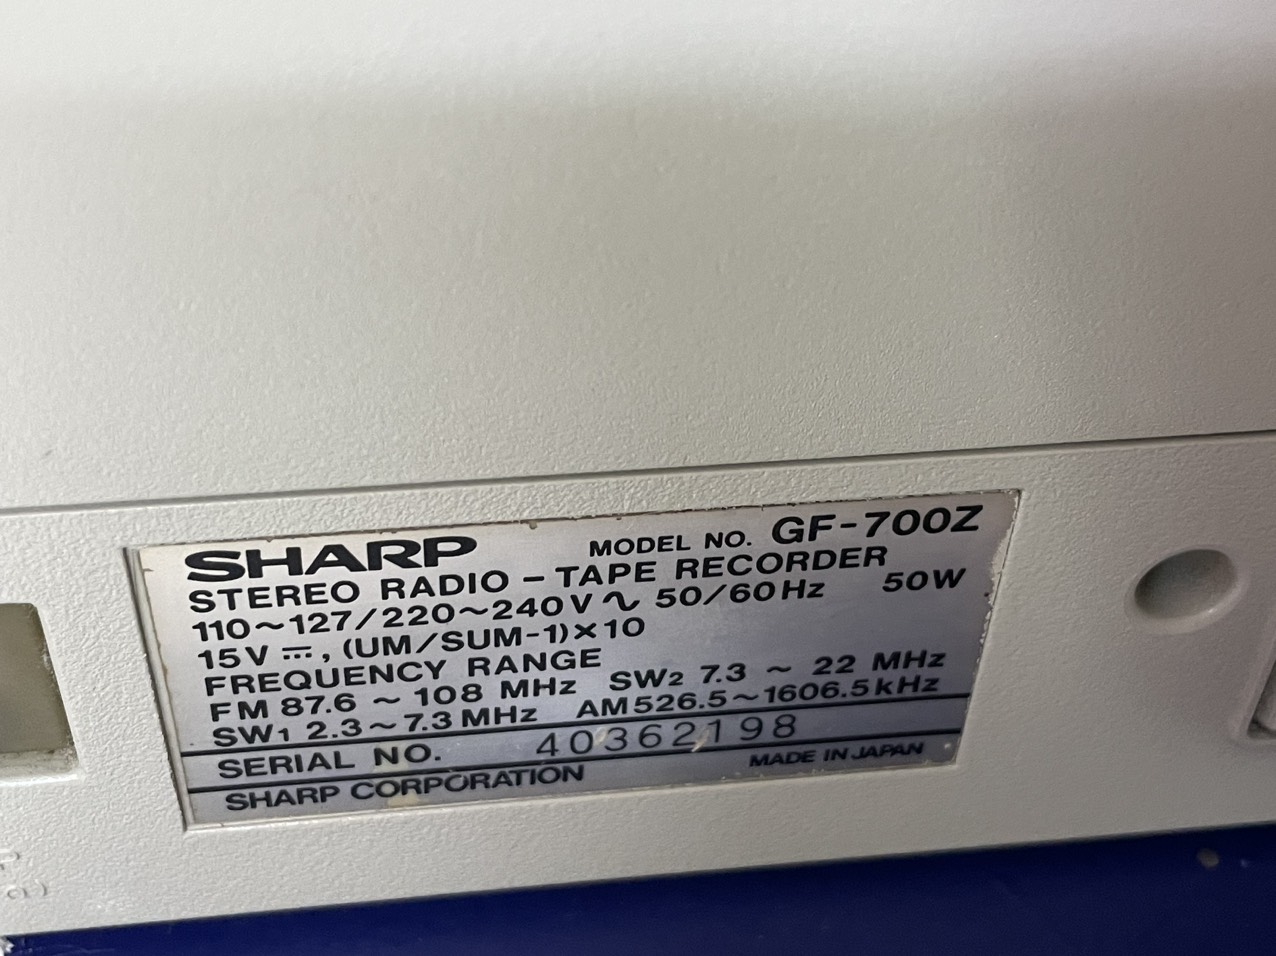 SHARP MODEL NO. GF-700Z
STEREO RADIO – TAPE RECORDER
110~127/220~240V∿ 50/60Hz 50W
15V ⎓, (UM/SUM-1)×10
FREQUENCY RANGE
FM 87.6 ~ 108 MHz SW2 7.3 ~ 22 MHz
SW1 2.3~7.3MHz AM526.5~1606.5kHz
SERIAL NO. 40362198
SHARP CORPORATION MADE IN JAPAN